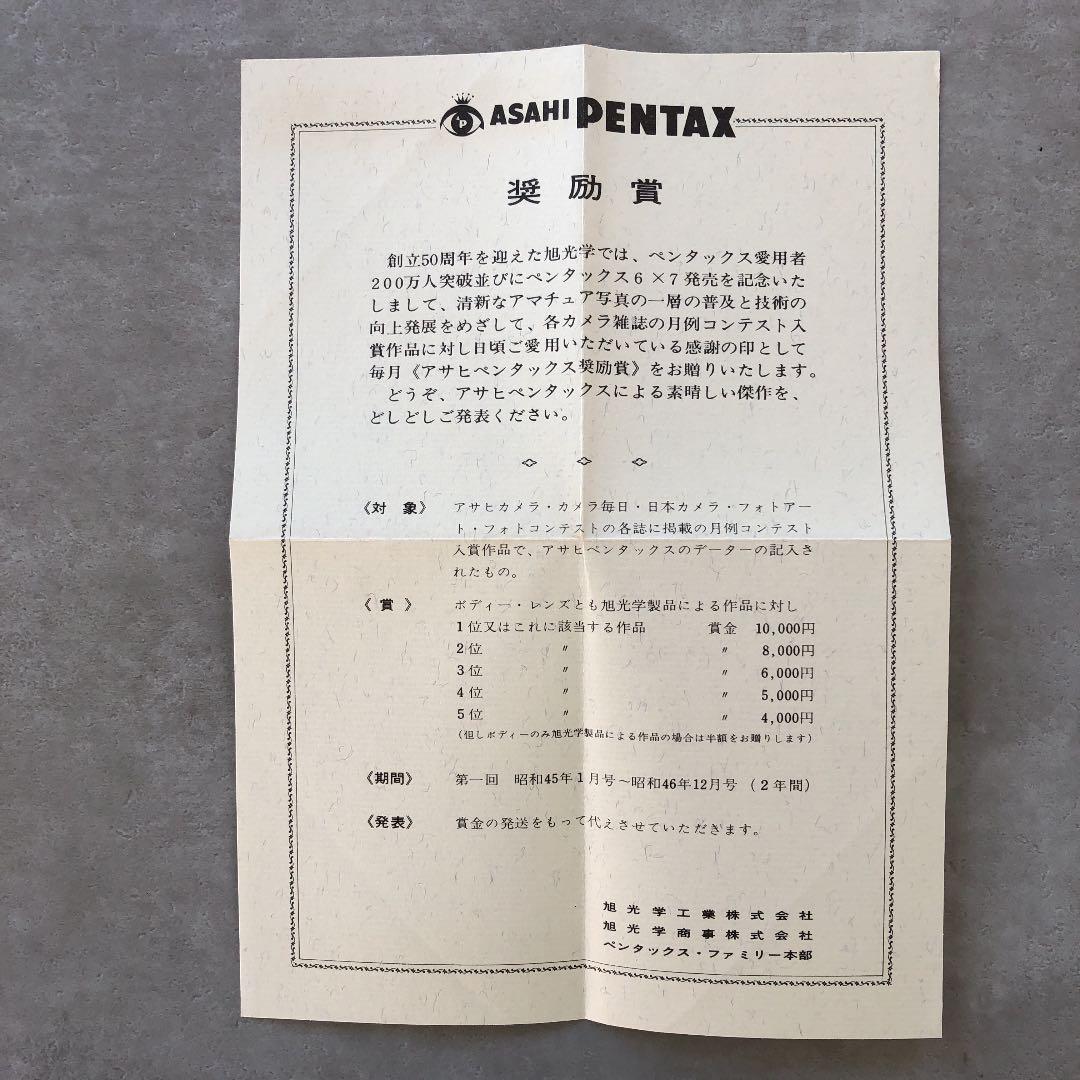 P ASAHI PENTAX
奨励賞
創立50周年を迎えた旭光学では、ペンタックス愛用者
200万人突破並びにペンタックス6×7発売を記念いた
しまして、清新なアマチュア写真の一層の普及と技術の
向上発展をめざして、各カメラ雑誌の月例コンテスト入
賞作品に対し日頃ご愛用いただいている感謝の印として
毎月《アサヒペンタックス奨励賞》をお贈りいたします。
どうぞ、アサヒペンタックスによる素晴しい傑作を、
どしどしご発表ください。
《対 象》 アサヒカメラ・カメラ毎日・日本カメラ・フォトアー
ト・フォトコンテストの各誌に掲載の月例コンテスト
入賞作品で、アサヒペンタックスのデーターの記入さ
れたもの。
《 賞 》 ボディー・レンズとも旭光学製品による作品に対し
1位又はこれに該当する作品 賞金 10,000円
2位 〃 〃 8,000円
3位 〃 〃 6,000円
4位 〃 〃 5,000円
5位 〃 〃 4,000円
(但しボディーのみ旭光学製品による作品の場合は半額をお贈りします)
《期間》 第一回 昭和45年1月号~昭和46年12月号 (2年間)
《発表》 賞金の発送をもって代えさせていただきます。
旭光学工業株式会社
旭光学商事株式会社
ペンタックス・ファミリー本部